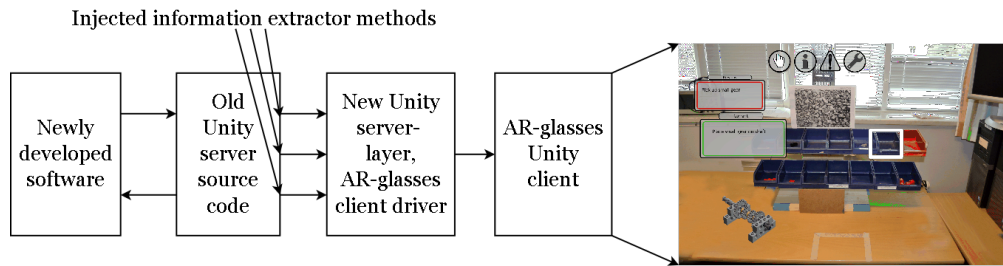 Injected information extractor methods
Newly
developed
software
Old
Unity
server
source
code
New Unity
server-
layer,
AR-glasses
client driver
AR-glasses
Unity
client